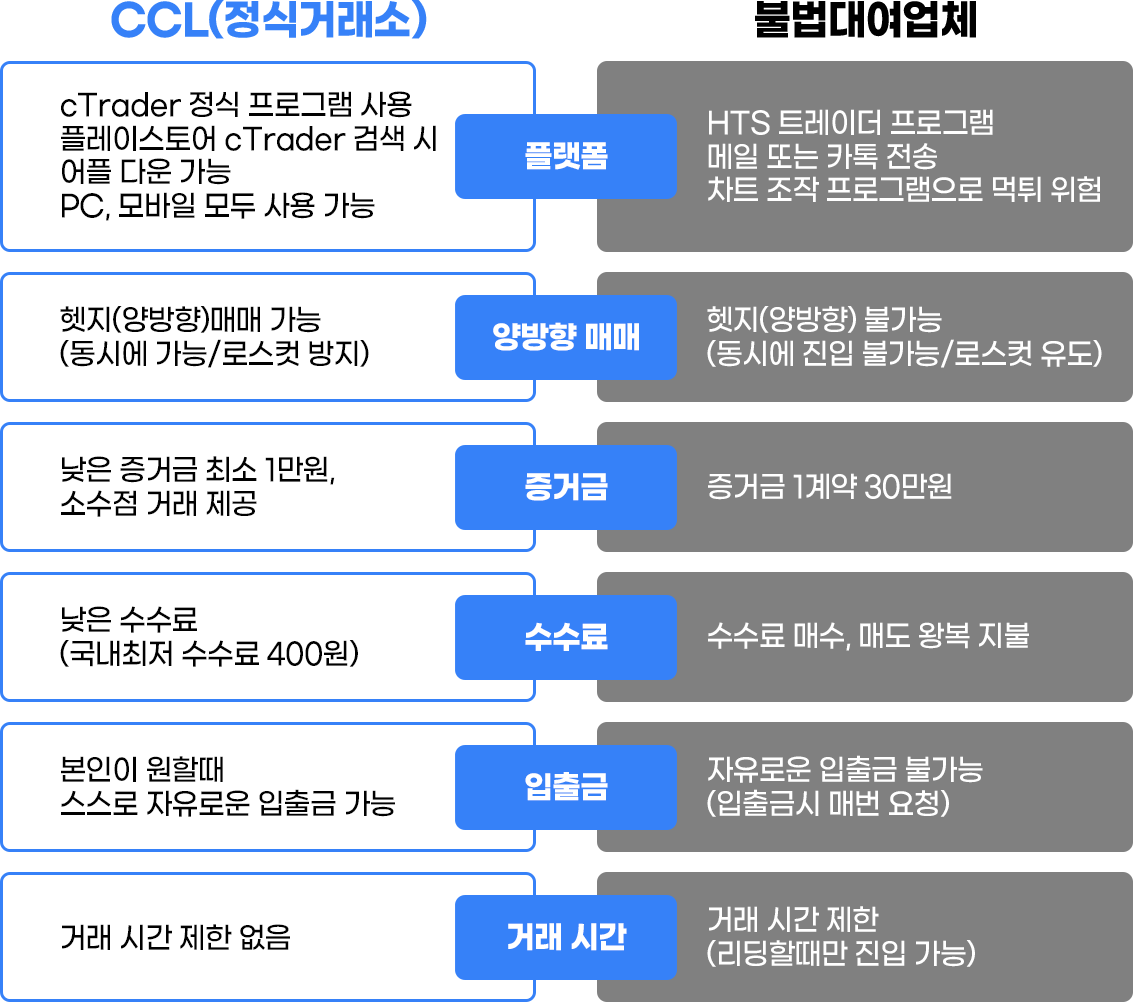 CCL(정식거래소)
불법대여업체
cTrader 정식 프로그램 사용
플레이스토어 cTrader 검색 시
어플 다운 가능
PC, 모바일 모두 사용 가능
플랫폼
HTS 트레이더 프로그램
메일 또는 카톡 전송
차트 조작 프로그램으로 먹튀 위험
헷지(양방향)매매 가능
(동시에 가능/로스컷 방지)
양방향 매매
헷지(양방향) 불가능
(동시에 진입 불가능/로스컷 유도)
낮은 증거금 최소 1만원,
소수점 거래 제공
증거금
증거금 1계약 30만원
낮은 수수료
(국내최저 수수료 400원)
수수료
수수료 매수, 매도 왕복 지불
본인이 원할때
스스로 자유로운 입출금 가능
입출금
자유로운 입출금 불가능
(입출금시 매번 요청)
거래 시간 제한 없음
거래 시간
거래 시간 제한
(리딩할때만 진입 가능)